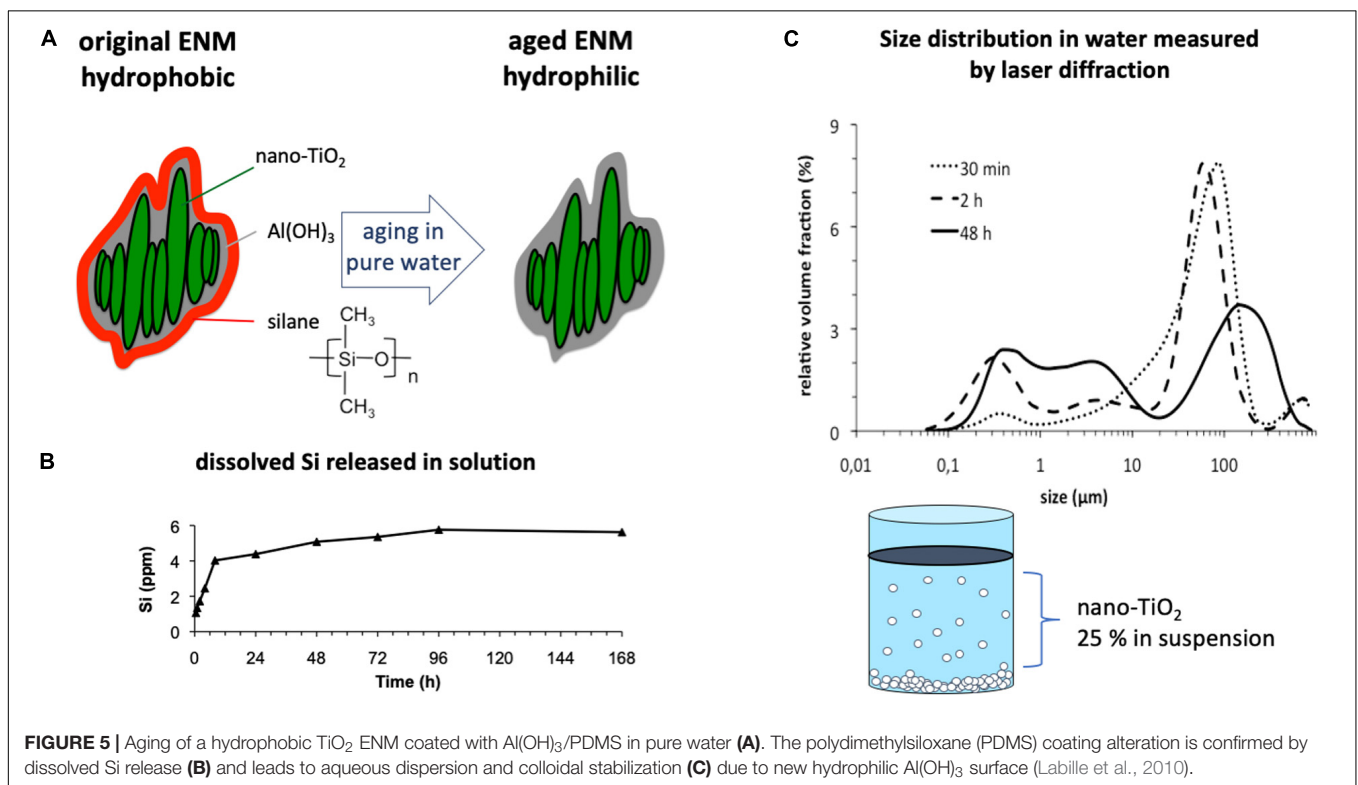 A
original ENM
hydrophobic
aged ENM
hydrophilic
nano-TiO₂
Al(OH)₃
aging in
pure water
silane
CH₃
Si
O
n
CH₃
B
dissolved Si released in solution
Si (ppm)
6
4
2
0
0 24 48 72 96 120 144 168
Time (h)
C
Size distribution in water measured
by laser diffraction
relative volume fraction (%)
9
6
3
0
30 min
2 h
48 h
0,01 0,1 1 10 100
size (µm)
nano-TiO₂
25 % in suspension
FIGURE 5 | Aging of a hydrophobic TiO₂ ENM coated with Al(OH)₃/PDMS in pure water (A). The polydimethylsiloxane (PDMS) coating alteration is confirmed by
dissolved Si release (B) and leads to aqueous dispersion and colloidal stabilization (C) due to new hydrophilic Al(OH)₃ surface (Labille et al., 2010).